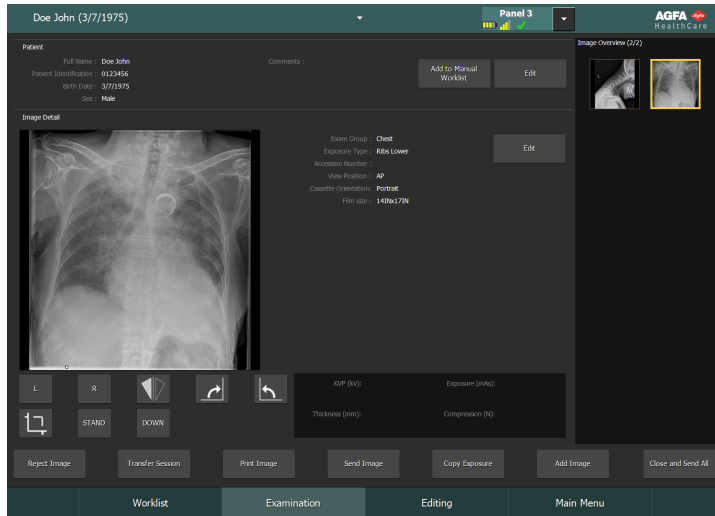 Doe John (3/7/1975)
Panel 3
AGFA
HealthCare
Patient
Full Name : Doe John
Patient Identification : 0123456
Birth Date : 3/7/1975
Sex : Male
Comments :
Add to Manual
Worklist
Edit
Image Overview (2/2)
L
Image Detail
Exam Group : Chest
Exposure Type : Ribs Lower
Accession Number :
View Position : AP
Cassette Orientation: Portrait
Film size : 14INx17IN
Edit
L
R
STAND
DOWN
KVP (kV):
Exposure (mAs):
Thickness (mm):
Compression (N):
Reject Image
Transfer Session
Print Image
Send Image
Copy Exposure
Add Image
Close and Send All
Worklist
Examination
Editing
Main Menu